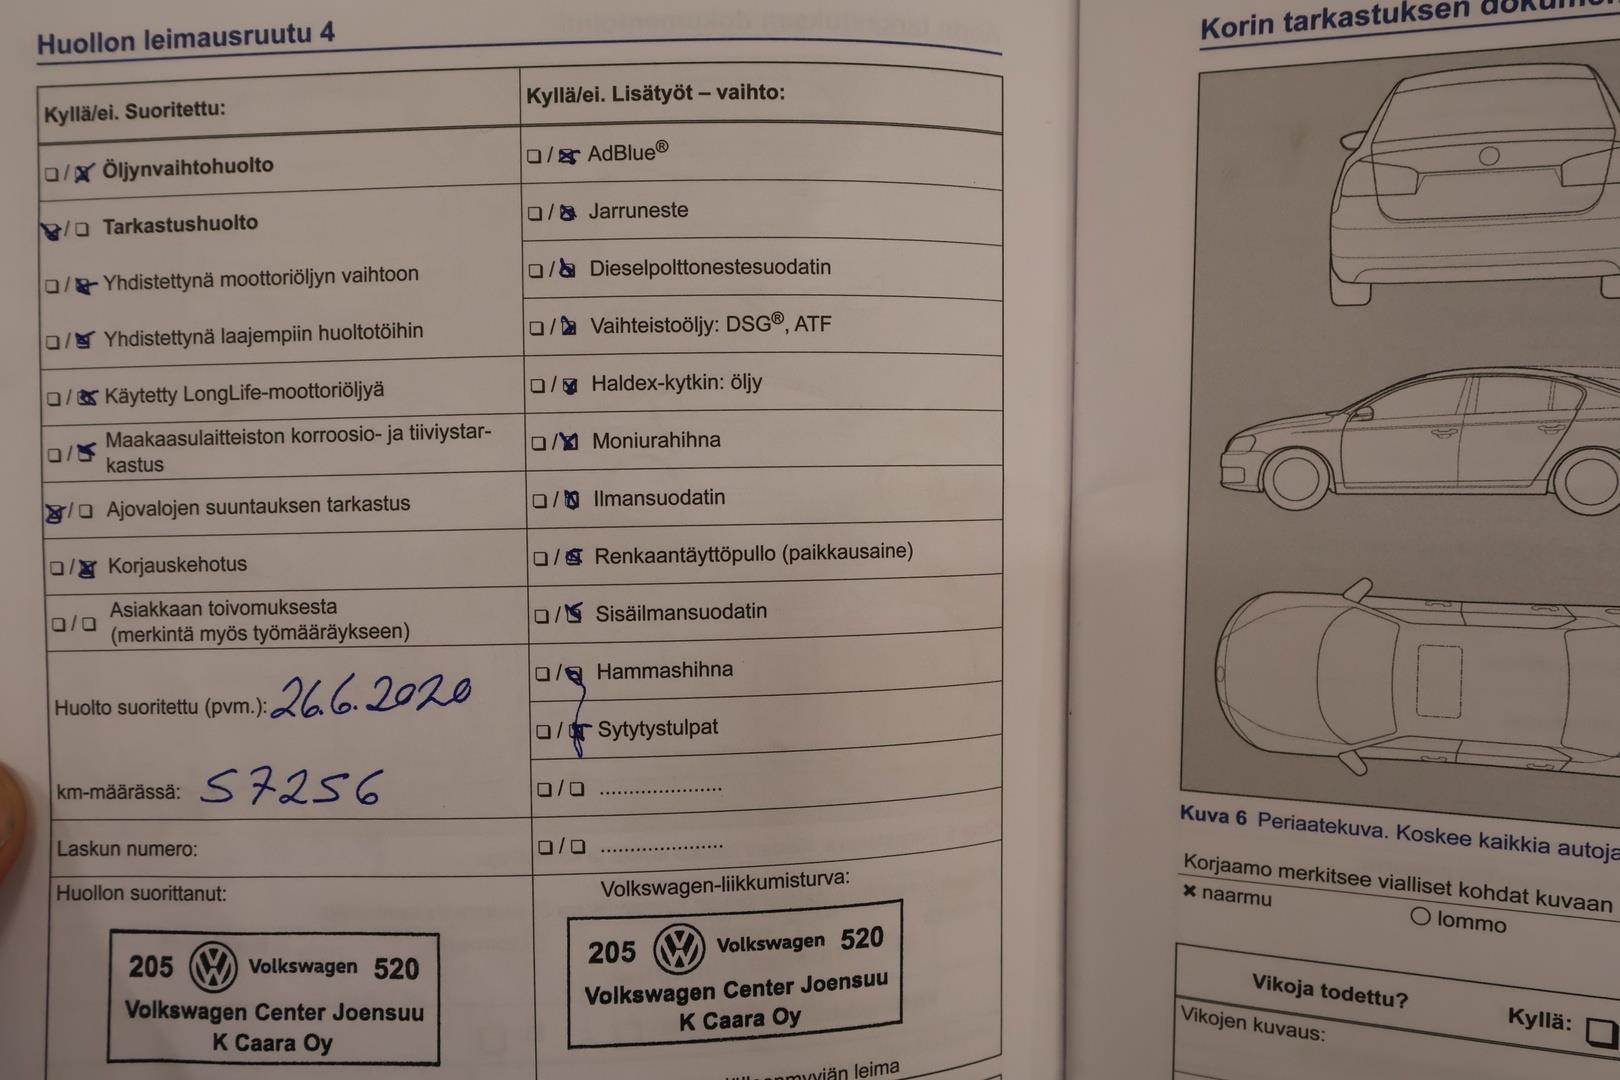 Huollon leimausruutu 4
Kyllä/ei. Suoritettu:
☐/☒ Öljynvaihtohuolto
☒/☐ Tarkastushuolto
☐/☒ Yhdistettynä moottoriöljyn vaihtoon
☐/☒ Yhdistettynä laajempiin huoltotöihin
☐/☒ Käytetty LongLife-moottoriöljyä
☐/☒ Maakaasulaitteiston korroosio- ja tiiviystar-
kastus
☒/☐ Ajovalojen suuntauksen tarkastus
☐/☒ Korjauskehotus
☐/☐ Asiakkaan toivomuksesta
(merkintä myös työmääräykseen)
Huolto suoritettu (pvm.): 26.6.2020
km-määrässä: 57256
Laskun numero:
Huollon suorittanut:
205 Volkswagen 520
Volkswagen Center Joensuu
K Caara Oy
Kyllä/ei. Lisätyöt – vaihto:
☐/☒ AdBlue®
☐/☒ Jarruneste
☐/☒ Dieselpolttonestesuodatin
☐/☒ Vaihteistoöljy: DSG®, ATF
☐/☒ Haldex-kytkin: öljy
☐/☒ Moniurahihna
☐/☒ Ilmansuodatin
☐/☒ Renkaantäyttöpullo (paikkausaine)
☐/☒ Sisäilmansuodatin
☐/☒ Hammashihna
☐/☒ Sytytystulpat
☐/☐ ......................
☐/☐ ......................
Volkswagen-liikkumisturva:
205 Volkswagen 520
Volkswagen Center Joensuu
K Caara Oy
leima
Korin tarkastuksen
Kuva 6 Periaatekuva. Koskee kaikkia
Korjaamo merkitsee vialliset kohdat kuvaan
× naarmu
○ lommo
Vikoja todettu?
Kyllä: ☐
Vikojen kuvaus: